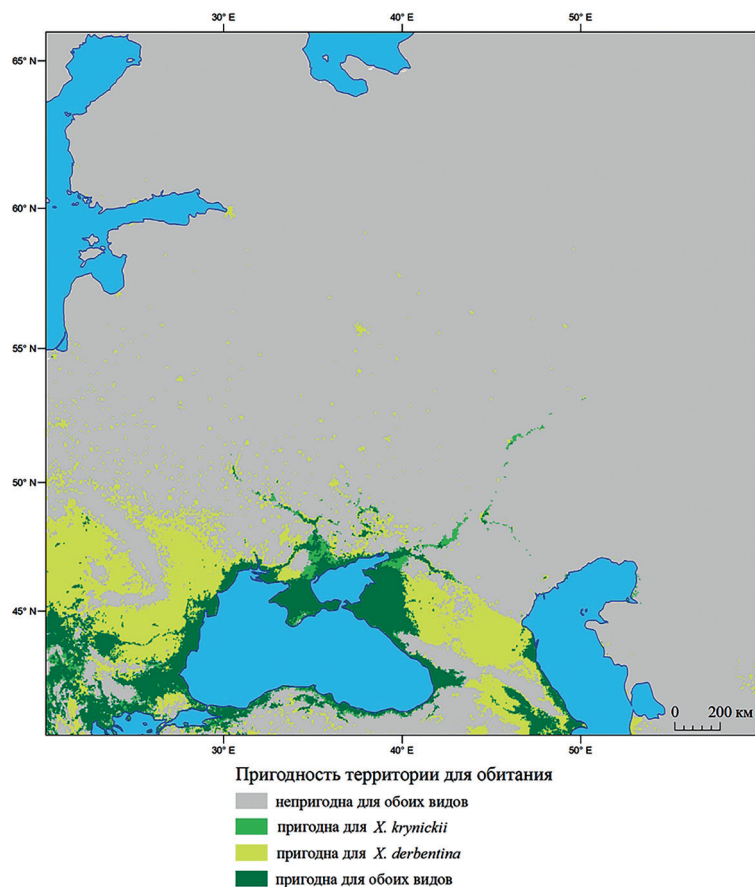 30° E 40° E 50° E
65° N
60° N
55° N
50° N
45° N
0 200 км
30° E 40° E 50° E
Пригодность территории для обитания
непригодна для обоих видов
пригодна для X. krynickii
пригодна для X. derbentina
пригодна для обоих видов